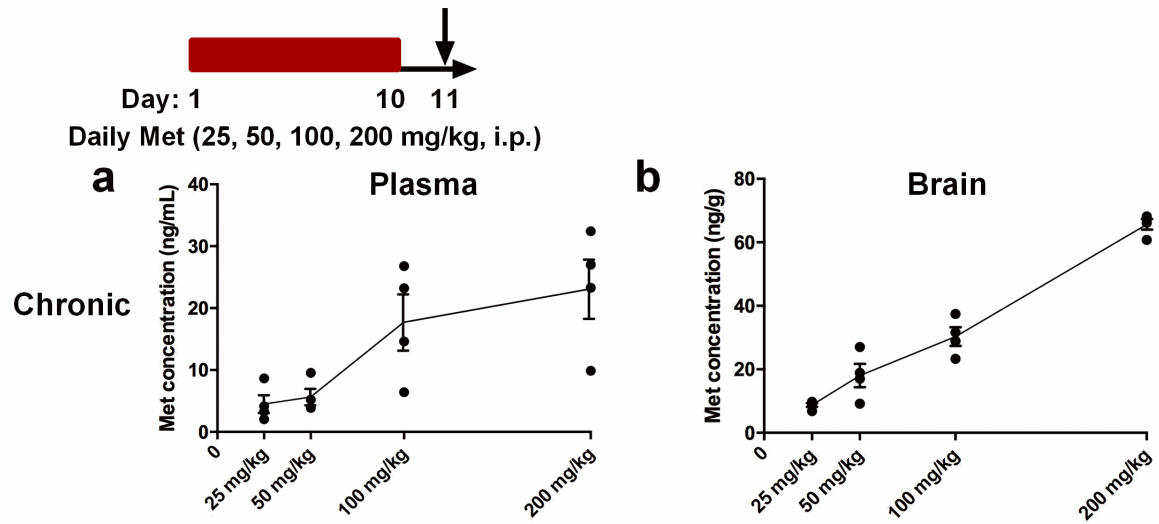 Day: 1 10 11
Daily Met (25, 50, 100, 200 mg/kg, i.p.)
a
Plasma
b
Brain
Chronic
Met concentration (ng/mL)
40
30
20
10
0
0
25 mg/kg
50 mg/kg
100 mg/kg
200 mg/kg
Met concentration (ng/g)
80
60
40
20
0
0
25 mg/kg
50 mg/kg
100 mg/kg
200 mg/kg